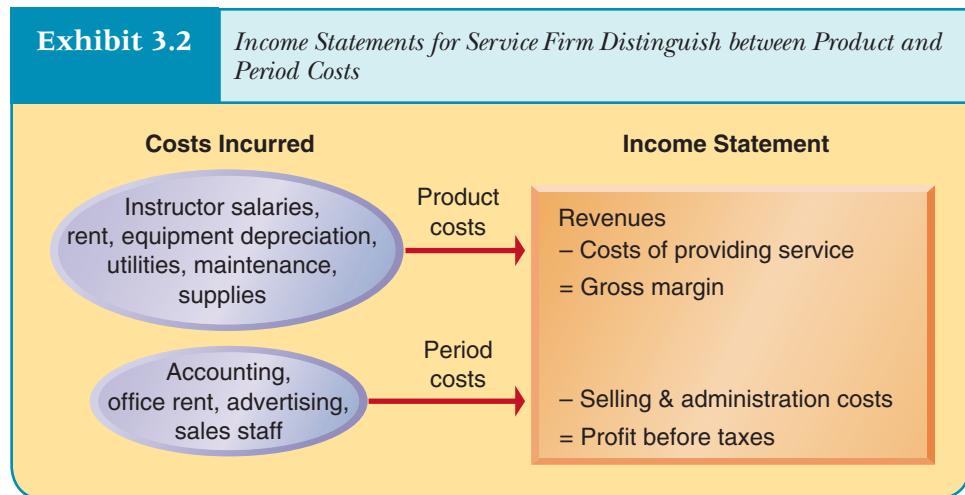 Exhibit 3.2
Income Statements for Service Firm Distinguish between Product and
Period Costs
Costs Incurred
Income Statement
Instructor salaries,
rent, equipment depreciation,
utilities, maintenance,
supplies
Product
costs
Revenues
– Costs of providing service
= Gross margin
Accounting,
office rent, advertising,
sales staff
Period
costs
– Selling & administration costs
= Profit before taxes